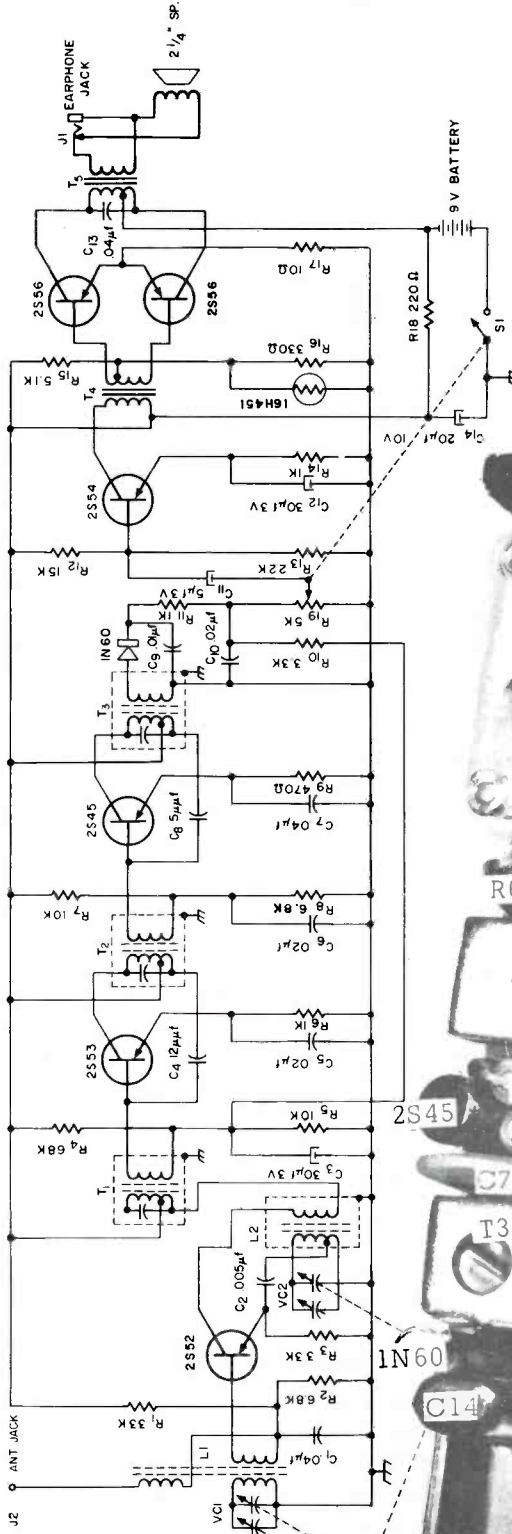 J2
ANT JACK
L1
VC1
C1 .04µf
R2 6.8K
R1 33K
2S52
R3 3.3K
C2 .005µf
VC2
L2
T1
C3 30µf 3V
R5 10K
R4 68K
2S53
C4 12µµf
C5 .02µf
R6 1K
T2
C6 .02µf
R8 6.8K
R7 10K
2S45
C8 5µµf
C7 .04µf
R9 470Ω
T3
1N60
C9 .01µf
R11 1K
C10 .02µf
R10 3.3K
R19 5K
C11 5µf 3V
R13 22K
R12 15K
2S54
C12 30µf 3V
R14 1K
T4
R15 5.1K
16H451
R16 330Ω
2S56
2S56
R17 10Ω
C13 .04µf
T5
J1
EARPHONE
JACK
2 1/4" SP.
R18 220 Ω
9 V BATTERY
C14 20µf 10V
S1
R6
2S45
C7
T3
1N60
C14